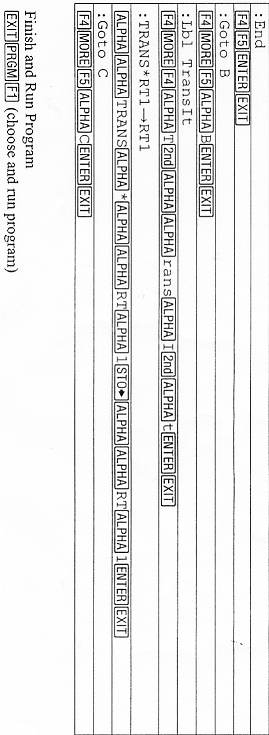 :End
F4 F5 ENTER EXIT
:Goto B
F4 MORE F5 ALPHA B ENTER EXIT
:Lbl TransIt
F4 MORE F4 ALPHA T 2nd ALPHA ALPHA rans ALPHA I 2nd ALPHA t ENTER EXIT
:TRANS*RT1→RT1
ALPHA ALPHA TRANS ALPHA * ALPHA ALPHA RT ALPHA 1 STO♦ ALPHA ALPHA RT ALPHA 1 ENTER EXIT
:Goto C
F4 MORE F5 ALPHA C ENTER EXIT
Finish and Run Program
EXIT PRGM F1 (choose and run program)